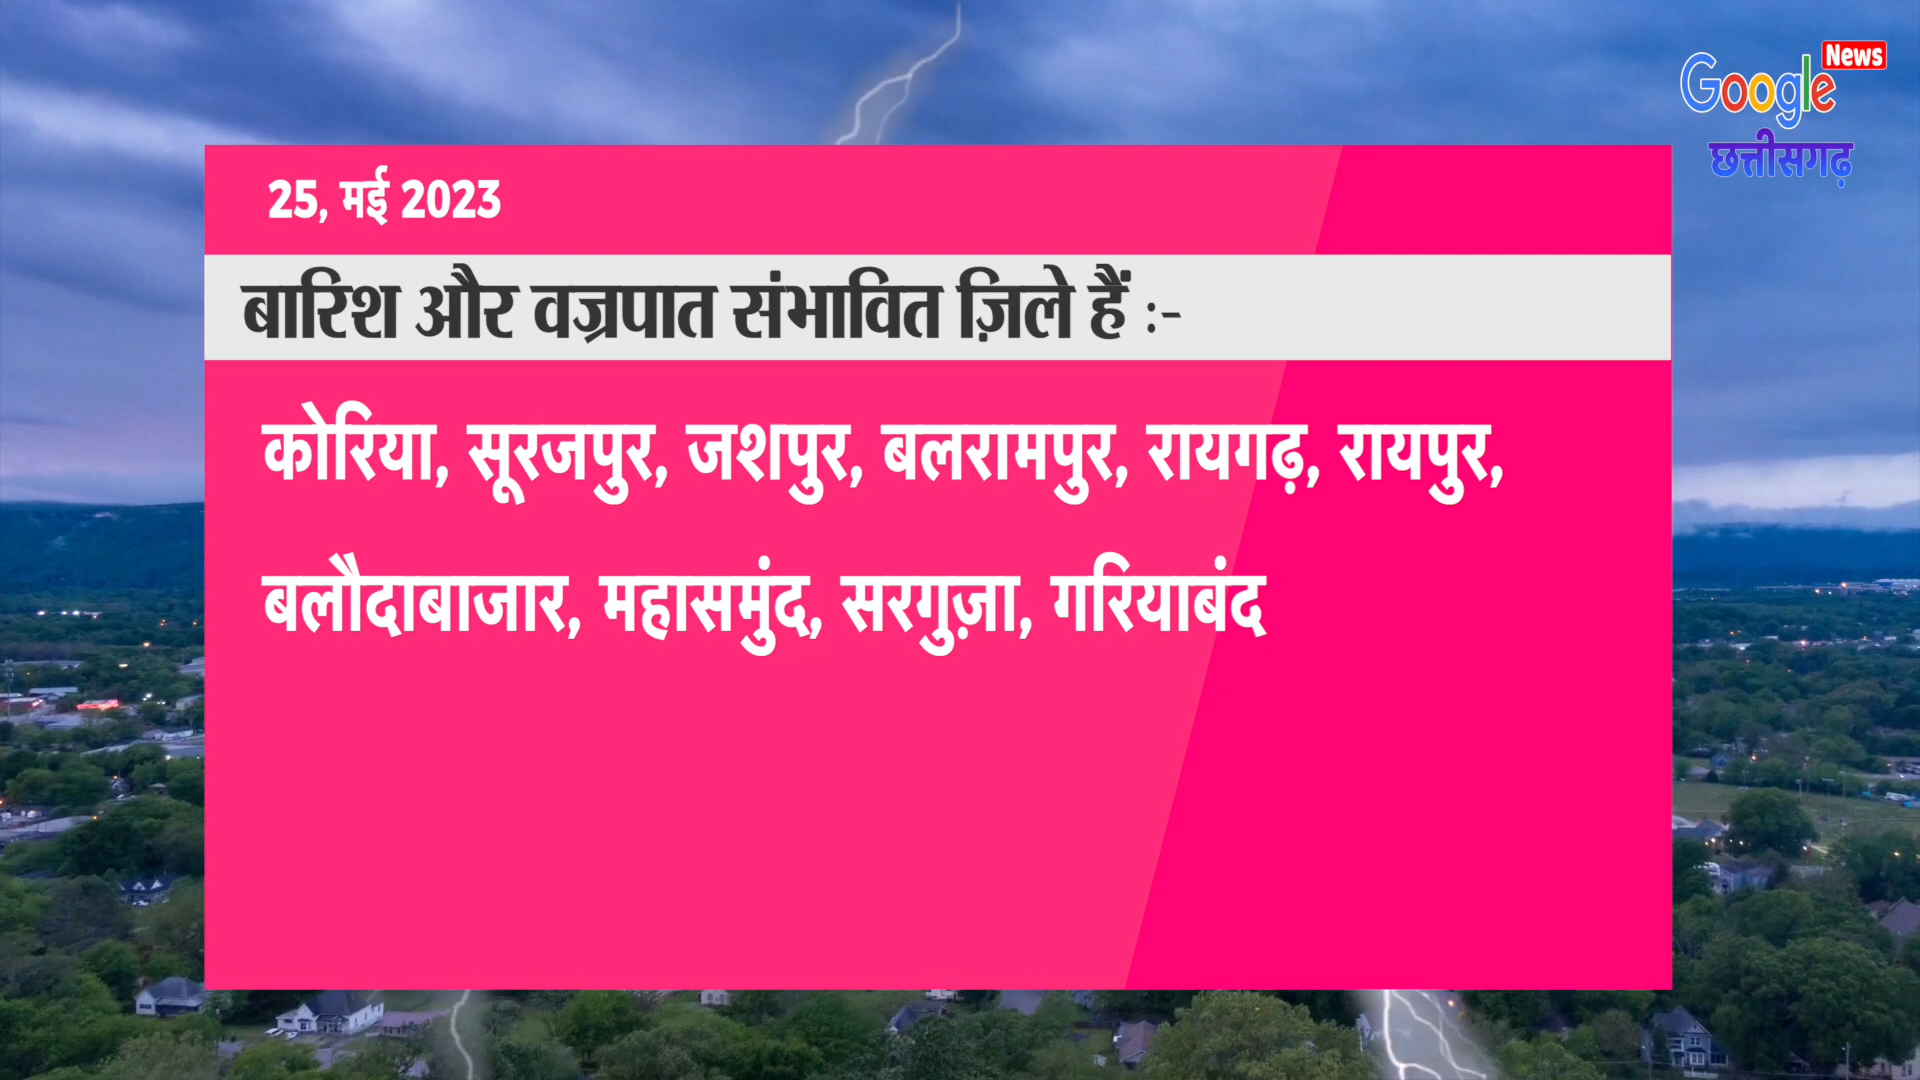 News
Google
छत्तीसगढ़
25, मई 2023
बारिश और वज्रपात संभावित ज़िले हैं :-
कोरिया, सूरजपुर, जशपुर, बलरामपुर, रायगढ़, रायपुर,
बलौदाबाजार, महासमुंद, सरगुज़ा, गरियाबंद